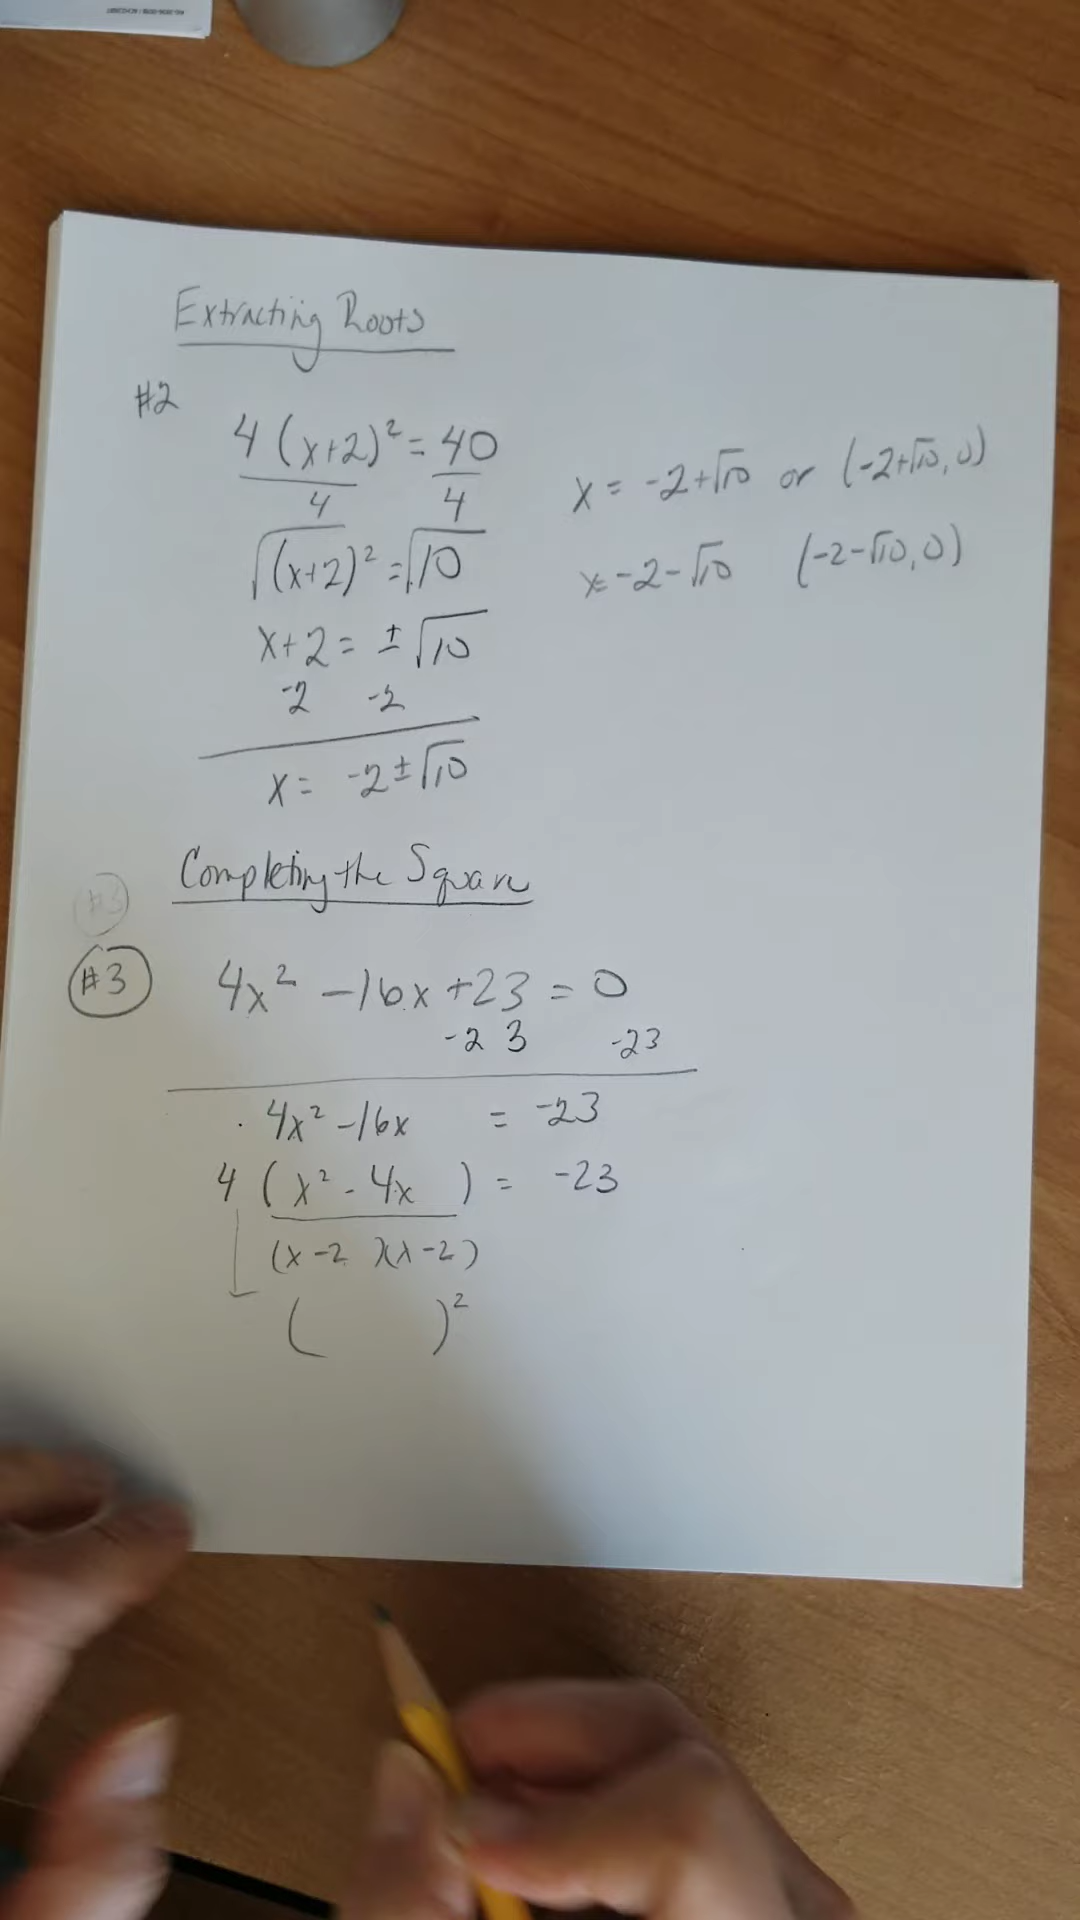 Extracting Roots
#2
4(x+2)² = 40
4 4
√(x+2)² = √10
x+2 = ±√10
-2 -2
x = -2±√10
x = -2+√10 or (-2+√10, 0)
x = -2-√10 (-2-√10, 0)
Completing the Square
#3
#3 4x² -16x +23 = 0
-23 -23
4x² -16x = -23
4 (x² - 4x ) = -23
(x-2 )(x-2)
( )²